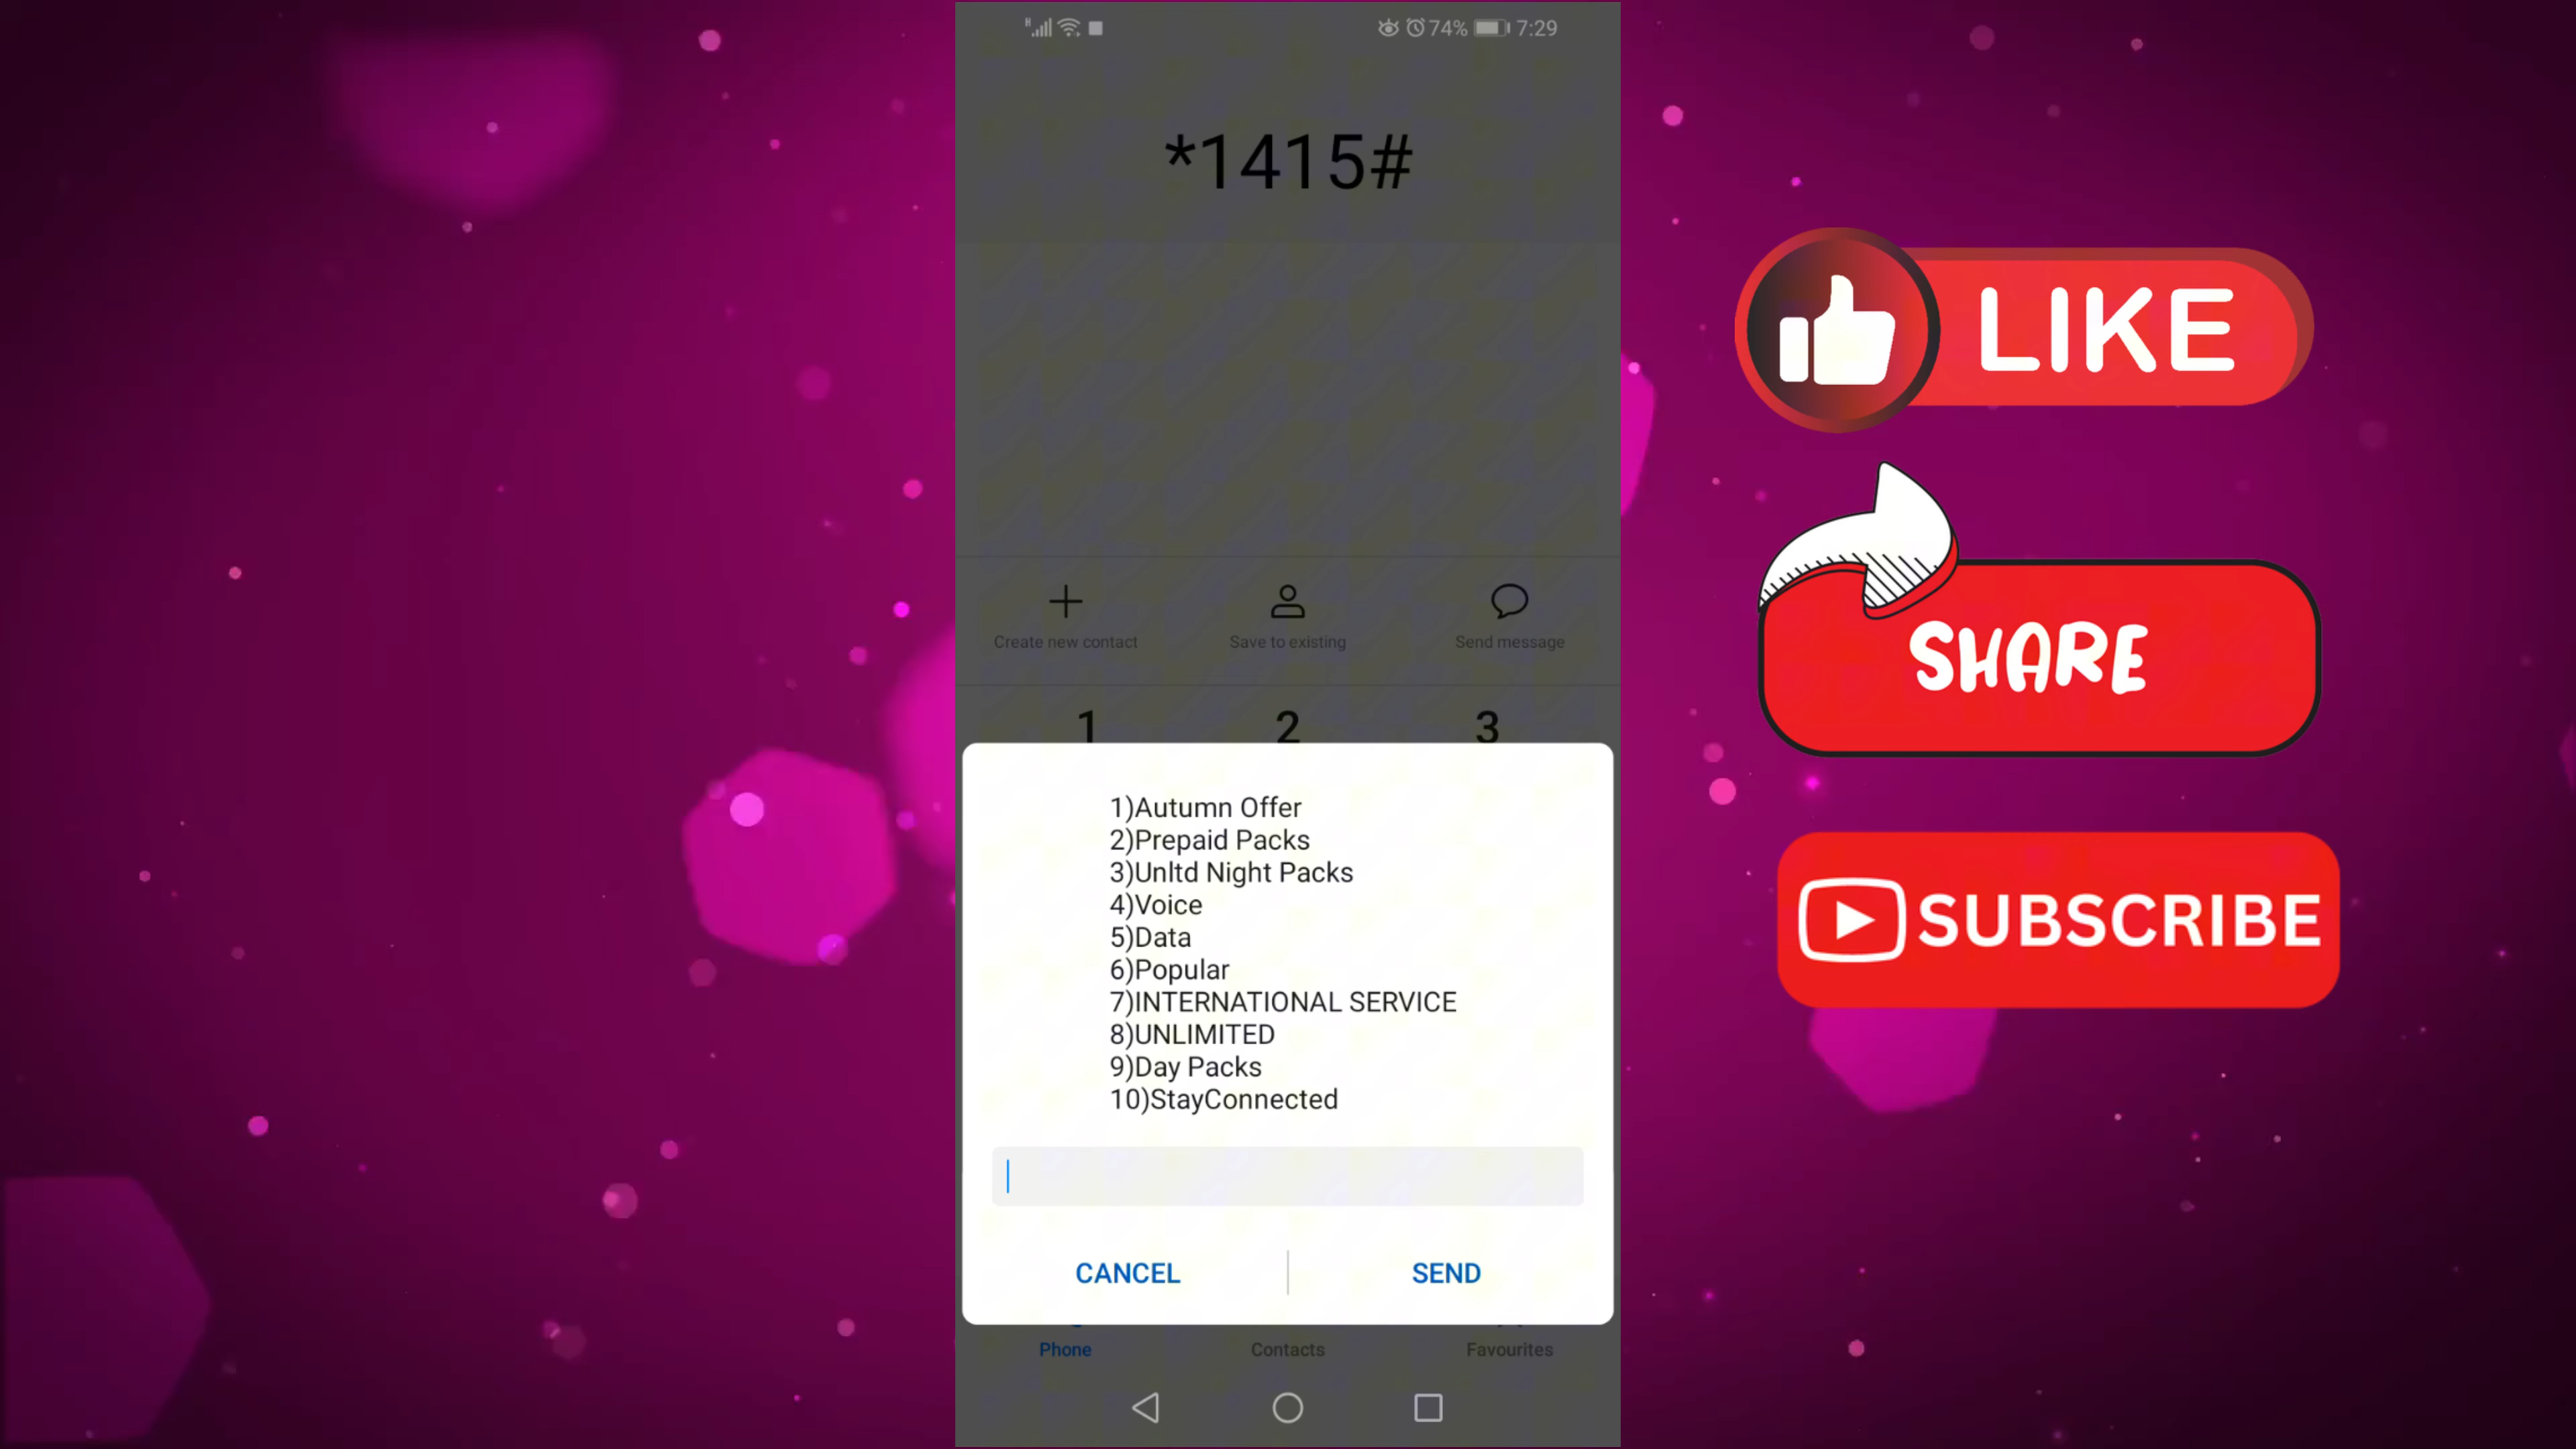 H 74% 7:29
*1415#
Create new contact Save to existing Send message
1 2 3
1)Autumn Offer
2)Prepaid Packs
3)Unltd Night Packs
4)Voice
5)Data
6)Popular
7)INTERNATIONAL SERVICE
8)UNLIMITED
9)Day Packs
10)StayConnected
CANCEL SEND
Phone Contacts Favourites
LIKE
SHARE
SUBSCRIBE